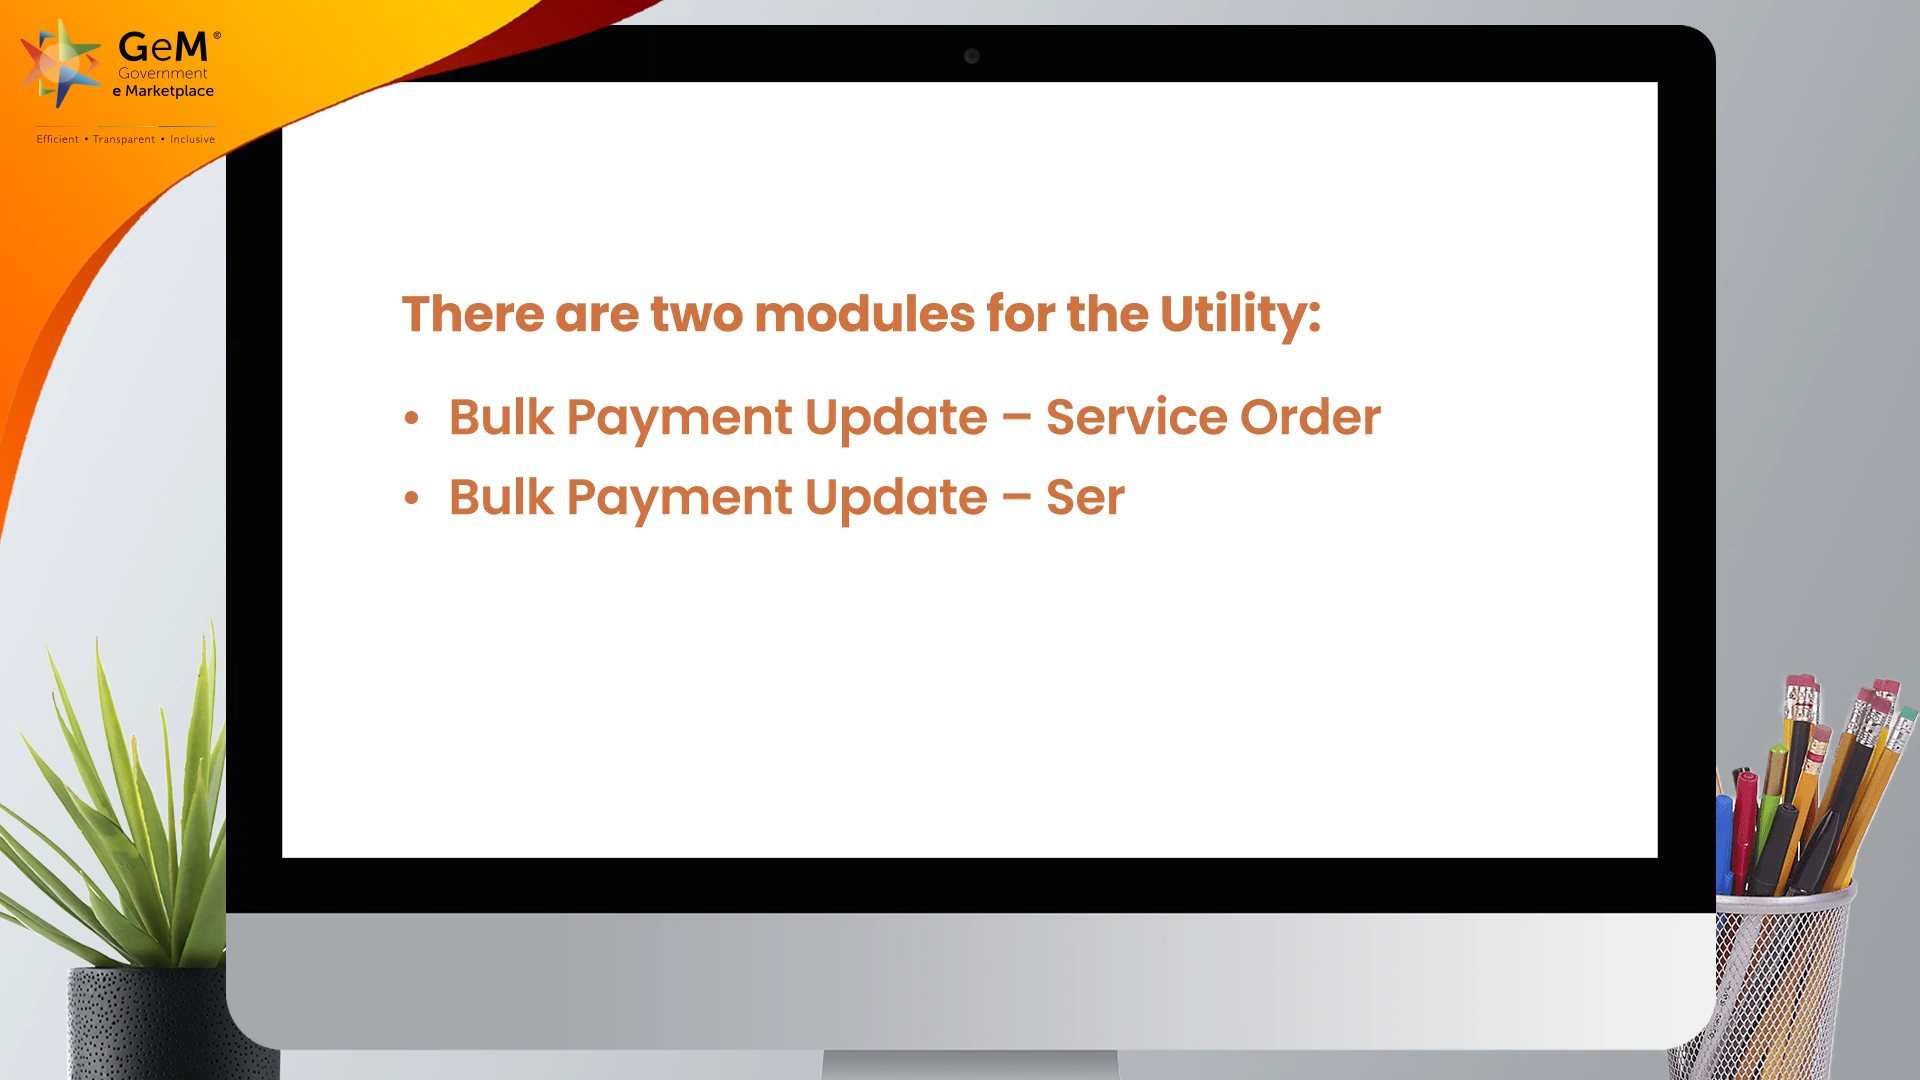 GeM®
Government
e Marketplace
Efficient • Transparent • Inclusive
There are two modules for the Utility:
• Bulk Payment Update – Service Order
• Bulk Payment Update – Ser